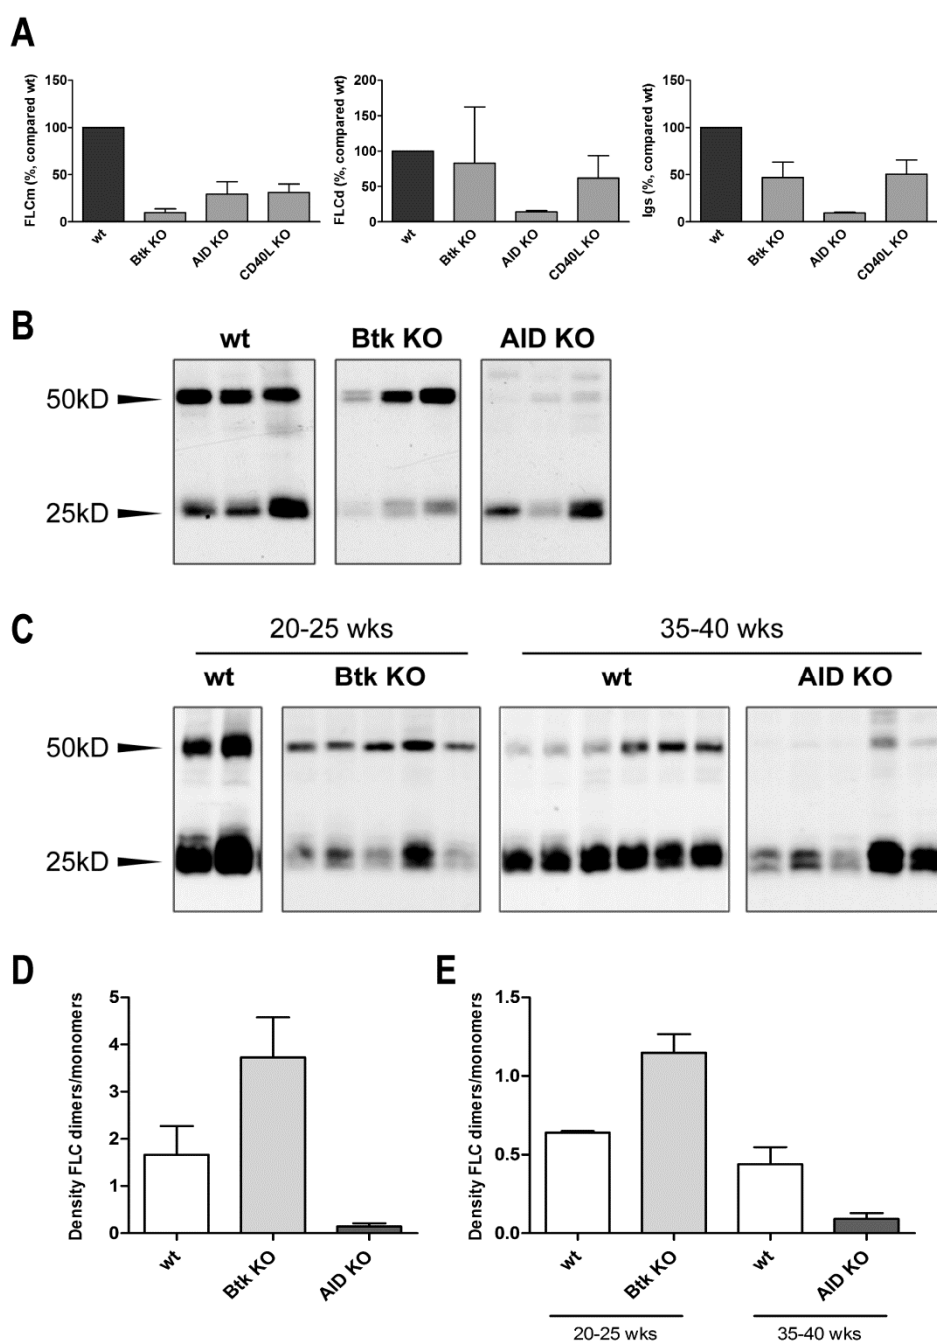 A
FLCm (%, compared wt)
150
100
50
0
wt
Btk KO
AID KO
CD40L KO
FLCd (%, compared wt)
200
150
100
50
0
wt
Btk KO
AID KO
CD40L KO
Igs (%, compared wt)
150
100
50
0
wt
Btk KO
AID KO
CD40L KO
B
wt
Btk KO
AID KO
50kD
25kD
C
20-25 wks
35-40 wks
wt
Btk KO
wt
AID KO
50kD
25kD
D
Density FLC dimers/monomers
5
4
3
2
1
0
wt
Btk KO
AID KO
E
Density FLC dimers/monomers
1.5
1.0
0.5
0.0
wt
Btk KO
wt
AID KO
20-25 wks
35-40 wks